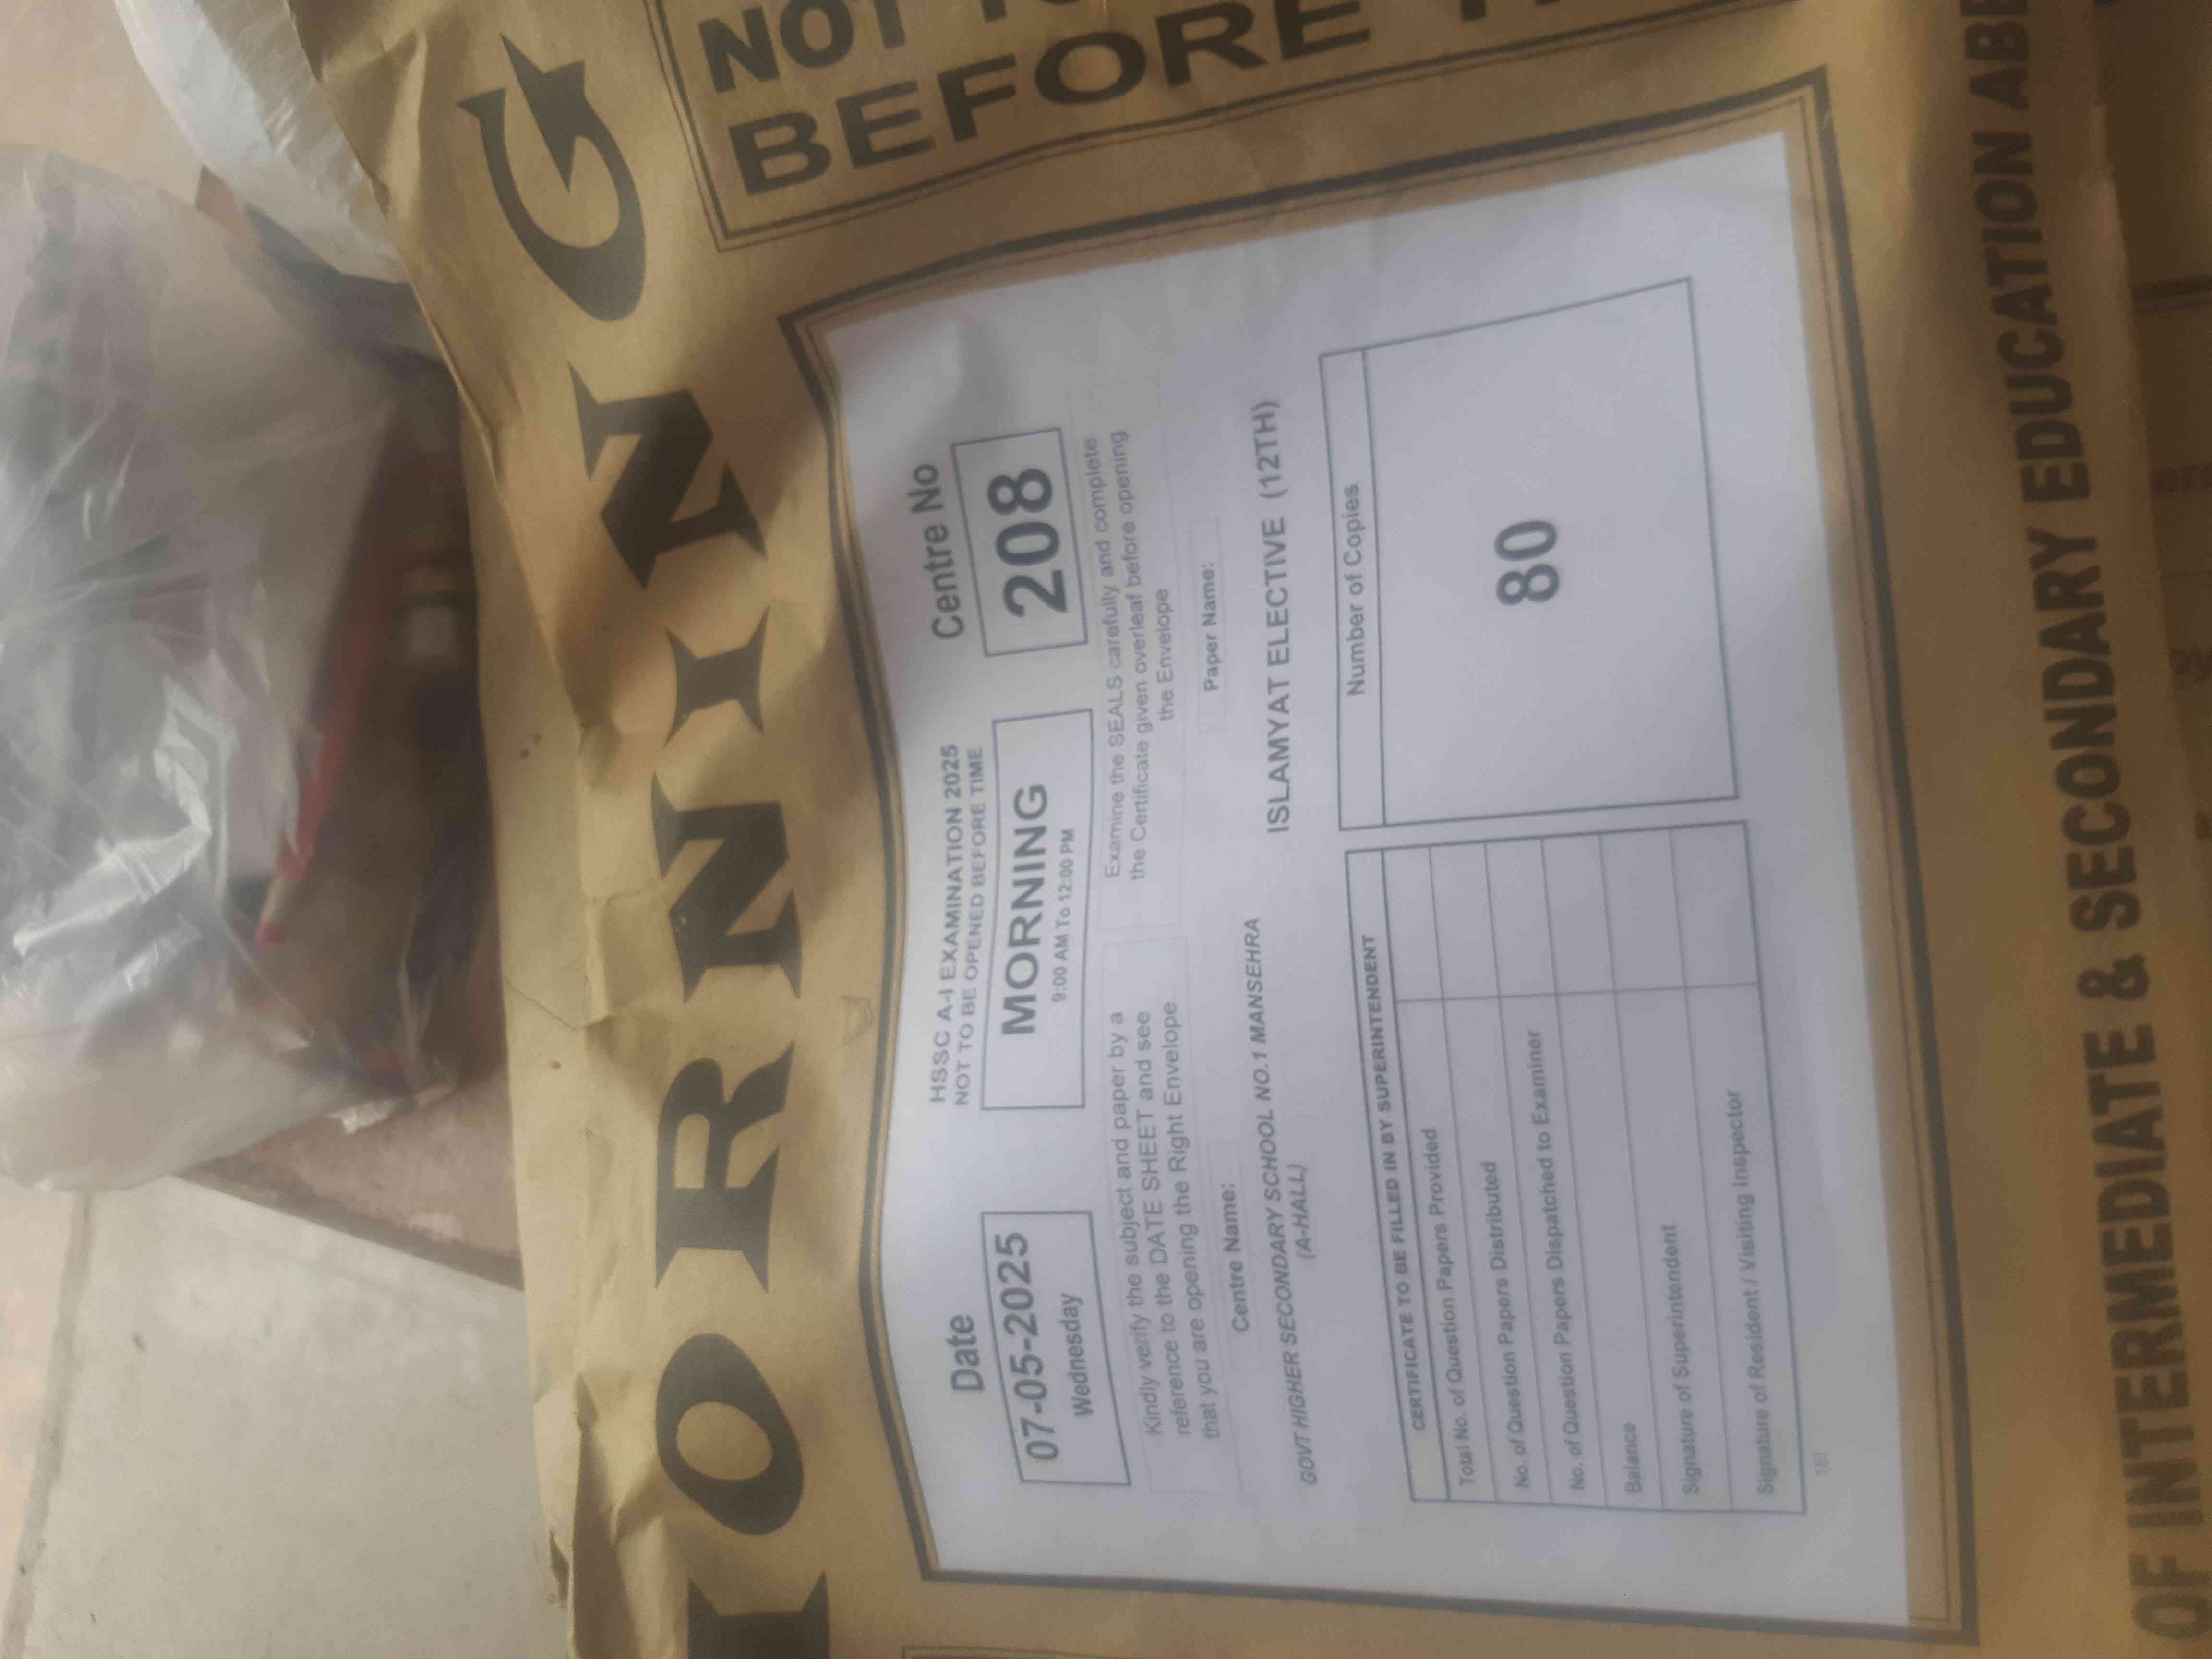 MORNING
NOT
BEFORE
Date
07-05-2025
Wednesday
HSSC A-I EXAMINATION 2025
NOT TO BE OPENED BEFORE TIME
MORNING
9:00 AM To 12:00 PM
Centre No
208
Kindly verify the subject and paper by a
reference to the DATE SHEET and see
that you are opening the Right Envelope
Examine the SEALS carefully and complete
the Certificate given overleaf before opening
the Envelope
Centre Name:
GOVT HIGHER SECONDARY SCHOOL NO.1 MANSEHRA
(A-HALL)
Paper Name:
ISLAMYAT ELECTIVE (12TH)
CERTIFICATE TO BE FILLED IN BY SUPERINTENDENT
Total No. of Question Papers Provided
No. of Question Papers Distributed
No. of Question Papers Dispatched to Examiner
Balance
Signature of Superintendent
Signature of Resident / Visiting Inspector
Number of Copies
80
187
OF INTERMEDIATE & SECONDARY EDUCATION